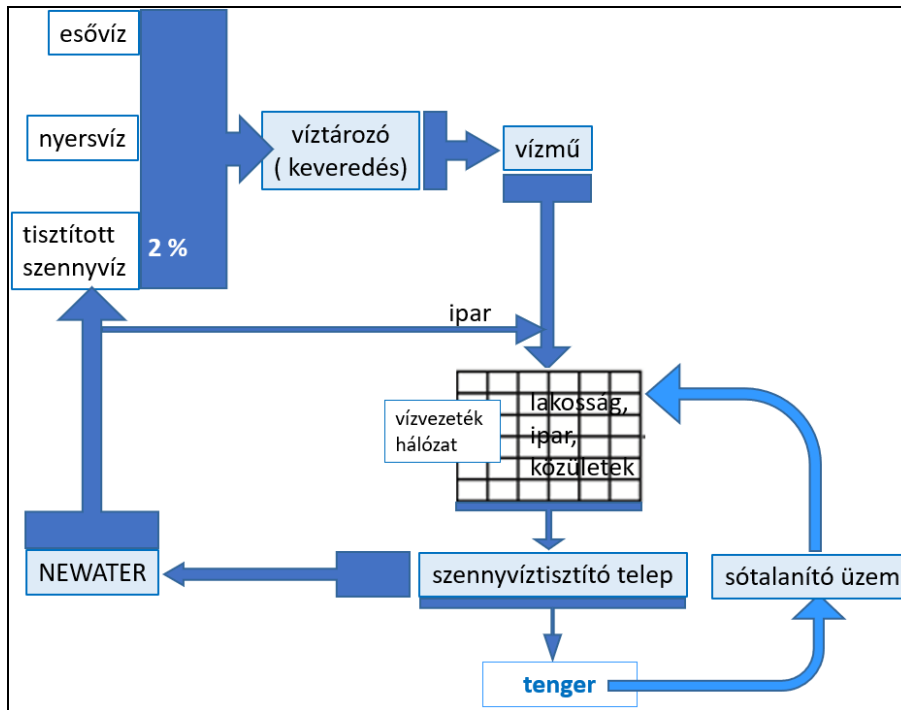 esővíz
nyersvíz
víztározó
( keveredés)
vízmű
tisztított
szennyvíz
2 %
ipar
vízvezeték
hálózat
lakosság,
ipar,
közületek
NEWATER
szennyvíztisztító telep
sótalanító üzem
tenger